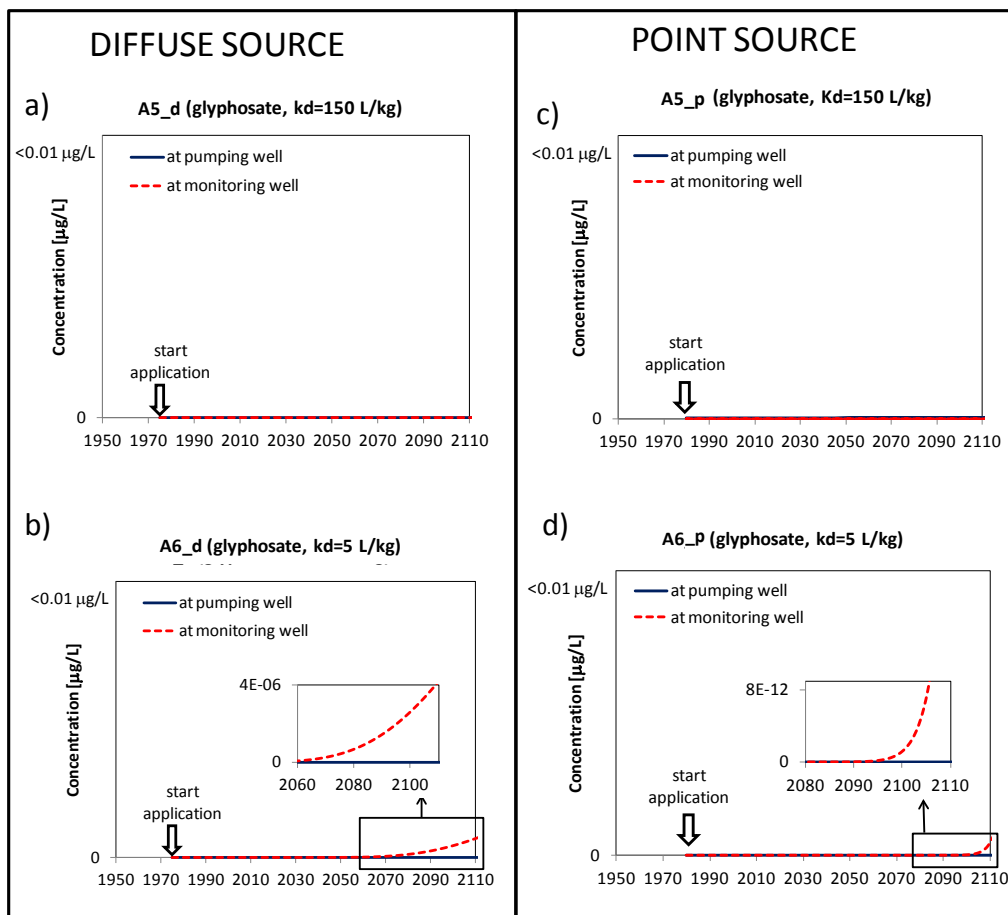 DIFFUSE SOURCE
a)
A5_d (glyphosate, kd=150 L/kg)
<0.01 µg/L
at pumping well
at monitoring well
Concentration [µg/L]
start
application
0
1950 1970 1990 2010 2030 2050 2070 2090 2110
b)
A6_d (glyphosate, kd=5 L/kg)
<0.01 µg/L
at pumping well
at monitoring well
Concentration [µg/L]
4E-06
0
2060 2080 2100
start
application
0
1950 1970 1990 2010 2030 2050 2070 2090 2110
POINT SOURCE
c)
A5_p (glyphosate, Kd=150 L/kg)
<0.01 µg/L
at pumping well
at monitoring well
Concentration [µg/L]
start
application
0
1950 1970 1990 2010 2030 2050 2070 2090 2110
d)
A6_p (glyphosate, kd=5 L/kg)
<0.01 µg/L
at pumping well
at monitoring well
Concentration [µg/L]
8E-12
0
2080 2090 2100 2110
start
application
0
1950 1970 1990 2010 2030 2050 2070 2090 2110